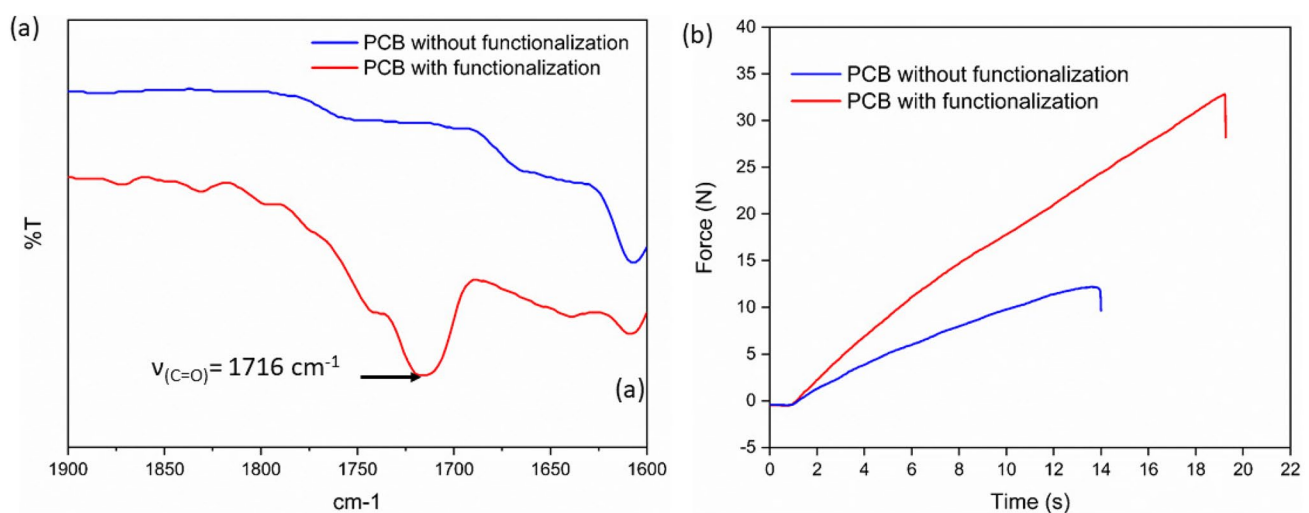 (a)
PCB without functionalization
PCB with functionalization
%T
ν(C=O)= 1716 cm-1
(a)
1900 1850 1800 1750 1700 1650 1600
cm-1
(b)
40
35
30
25
20
15
10
5
0
-5
PCB without functionalization
PCB with functionalization
Force (N)
0 2 4 6 8 10 12 14 16 18 20 22
Time (s)